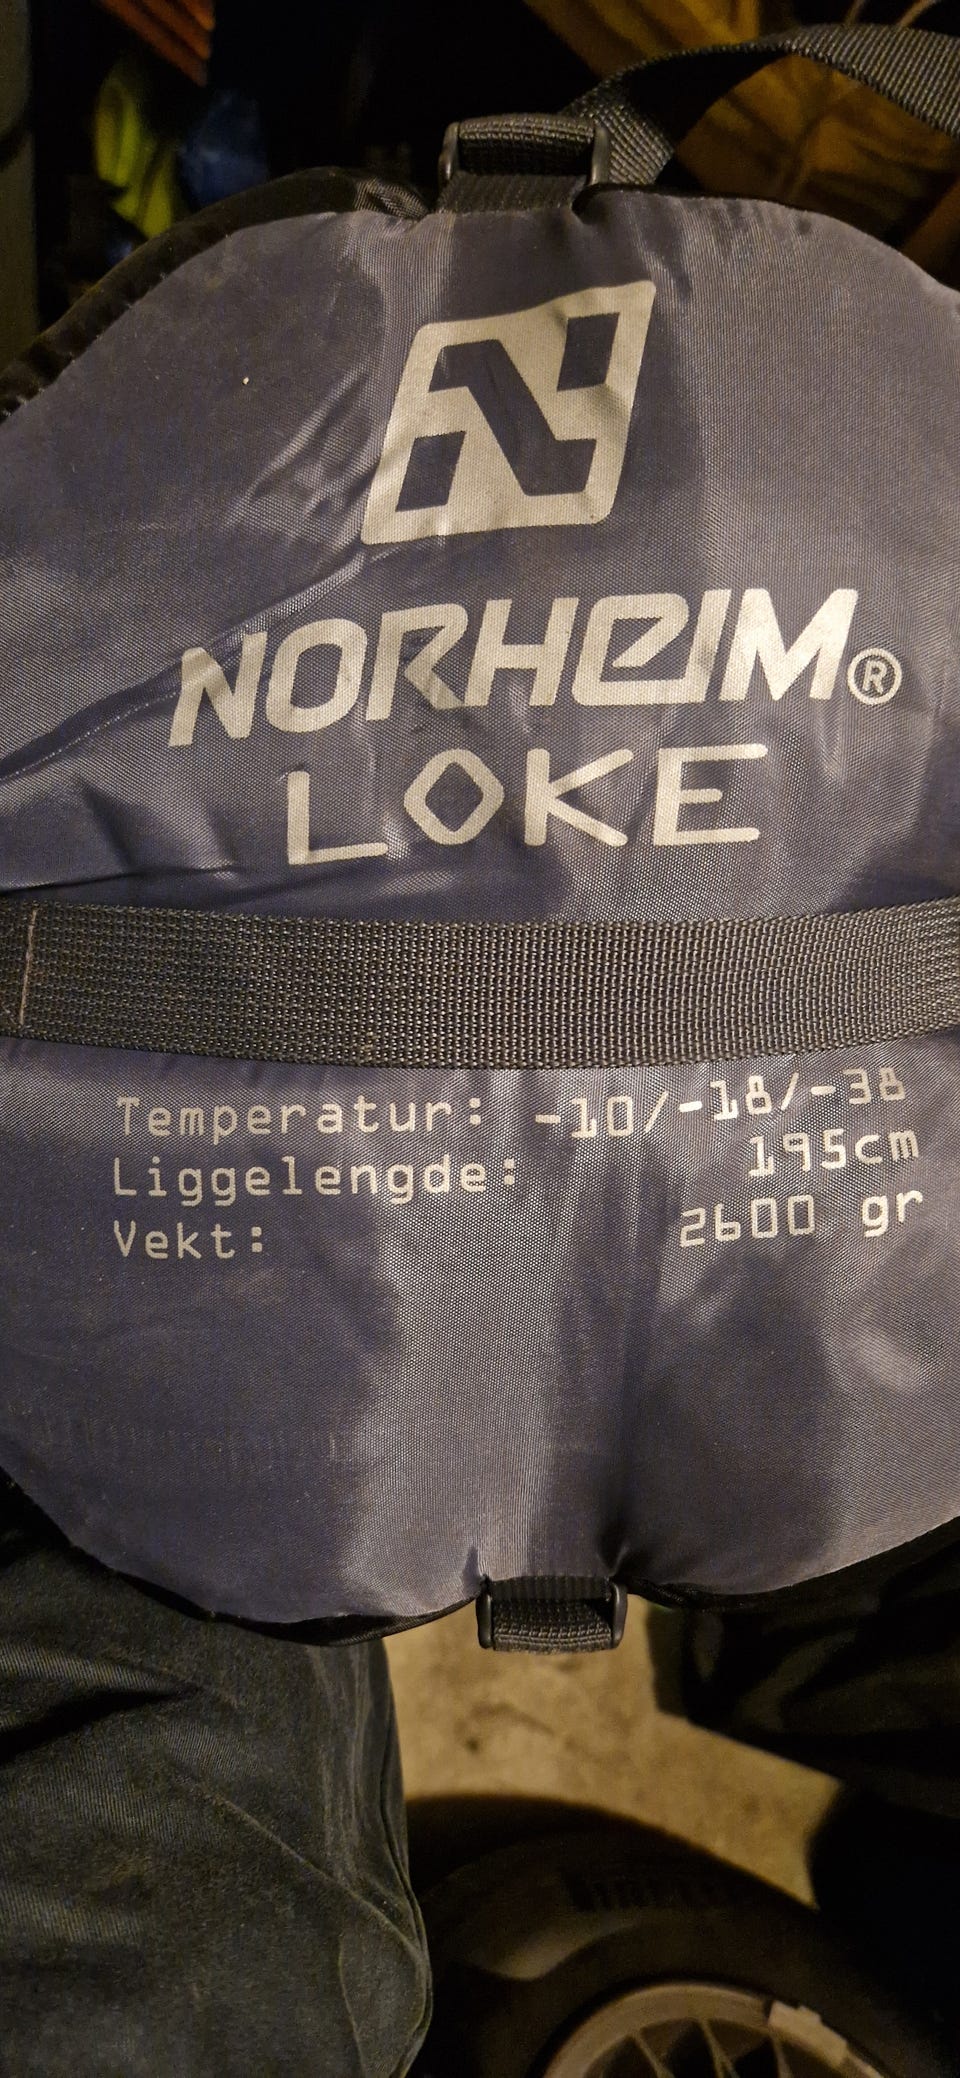 N
NORHEIM®
LOKE
Temperatur: -10/-18/-38
Liggelengde: 195cm
Vekt: 2600 gr